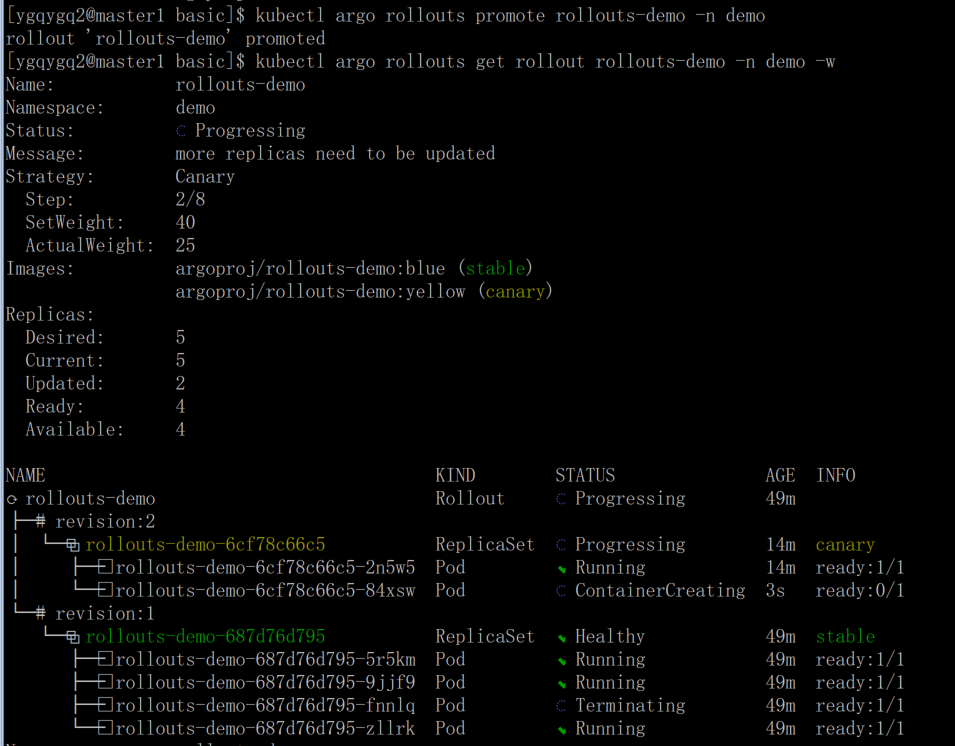 [ygqygq2@master1 basic]$ kubectl argo rollouts promote rollouts-demo -n demo
rollout 'rollouts-demo' promoted
[ygqygq2@master1 basic]$ kubectl argo rollouts get rollout rollouts-demo -n demo -w
Name: rollouts-demo
Namespace: demo
Status: Progressing
Message: more replicas need to be updated
Strategy: Canary
Step: 2/8
SetWeight: 40
ActualWeight: 25
Images: argoproj/rollouts-demo:blue (stable)
argoproj/rollouts-demo:yellow (canary)
Replicas:
Desired: 5
Current: 5
Updated: 2
Ready: 4
Available: 4
NAME KIND STATUS AGE INFO
rollouts-demo Rollout Progressing 49m
# revision:2
rollouts-demo-6cf78c66c5 ReplicaSet Progressing 14m canary
rollouts-demo-6cf78c66c5-2n5w5 Pod Running 14m ready:1/1
rollouts-demo-6cf78c66c5-84xsw Pod ContainerCreating 3s ready:0/1
# revision:1
rollouts-demo-687d76d795 ReplicaSet Healthy 49m stable
rollouts-demo-687d76d795-5r5km Pod Running 49m ready:1/1
rollouts-demo-687d76d795-9jjf9 Pod Running 49m ready:1/1
rollouts-demo-687d76d795-fnnlq Pod Terminating 49m ready:1/1
rollouts-demo-687d76d795-zllrk Pod Running 49m ready:1/1